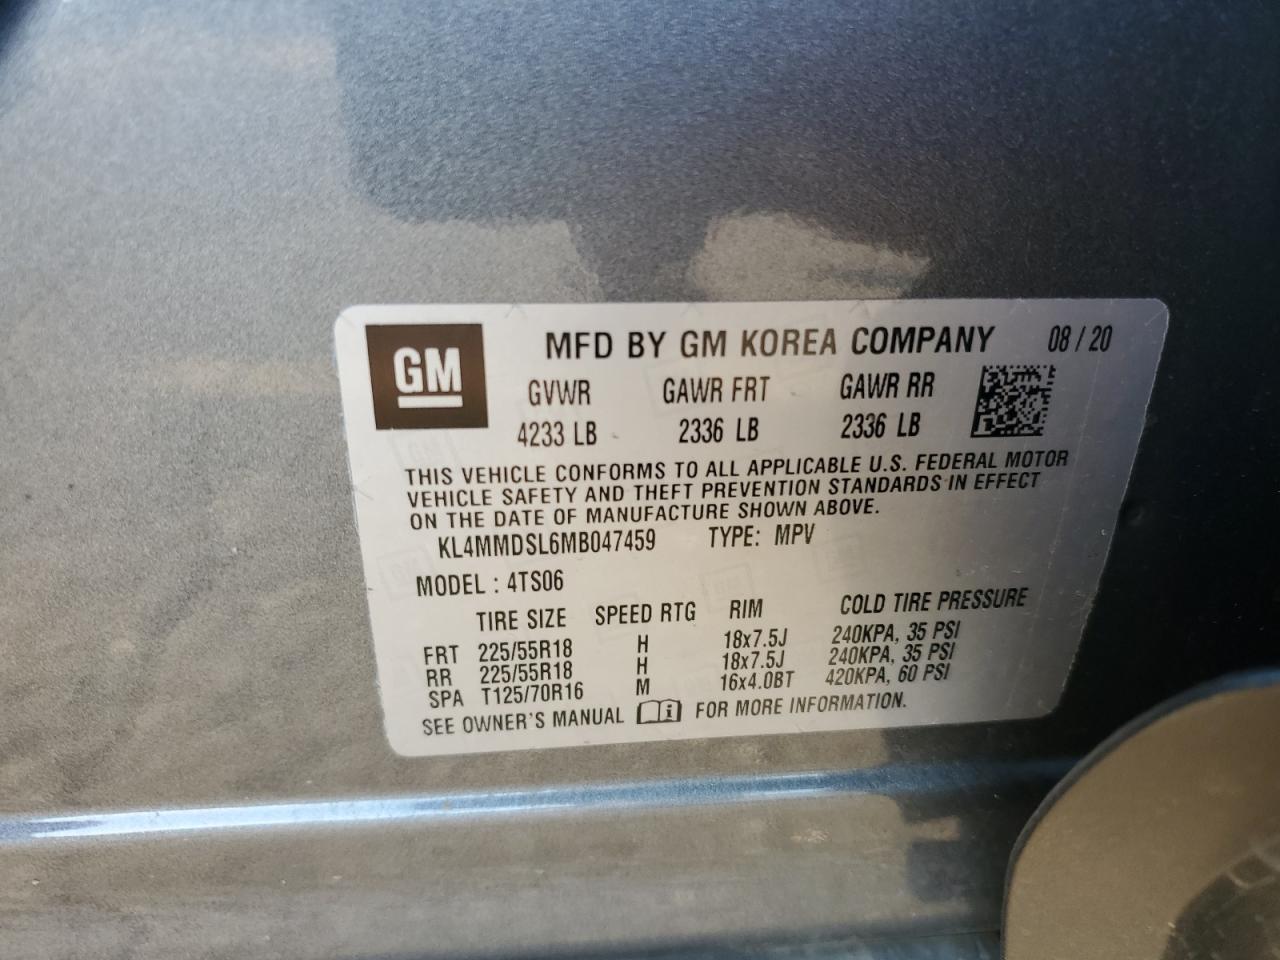 GM
MFD BY GM KOREA COMPANY 08 / 20
GVWR GAWR FRT GAWR RR
4233 LB 2336 LB 2336 LB
THIS VEHICLE CONFORMS TO ALL APPLICABLE U.S. FEDERAL MOTOR
VEHICLE SAFETY AND THEFT PREVENTION STANDARDS IN EFFECT
ON THE DATE OF MANUFACTURE SHOWN ABOVE.
KL4MMDSL6MB047459 TYPE: MPV
MODEL : 4TS06
TIRE SIZE SPEED RTG RIM COLD TIRE PRESSURE
FRT 225/55R18 H 18x7.5J 240KPA, 35 PSI
RR 225/55R18 H 18x7.5J 240KPA, 35 PSI
SPA T125/70R16 M 16x4.0BT 420KPA, 60 PSI
SEE OWNER'S MANUAL i FOR MORE INFORMATION.